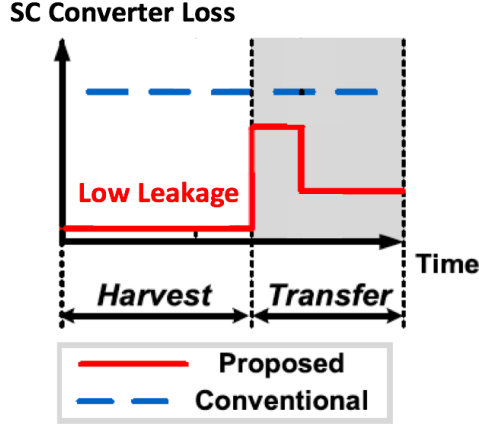 SC Converter Loss
Low Leakage
Time
Harvest
Transfer
Proposed
Conventional